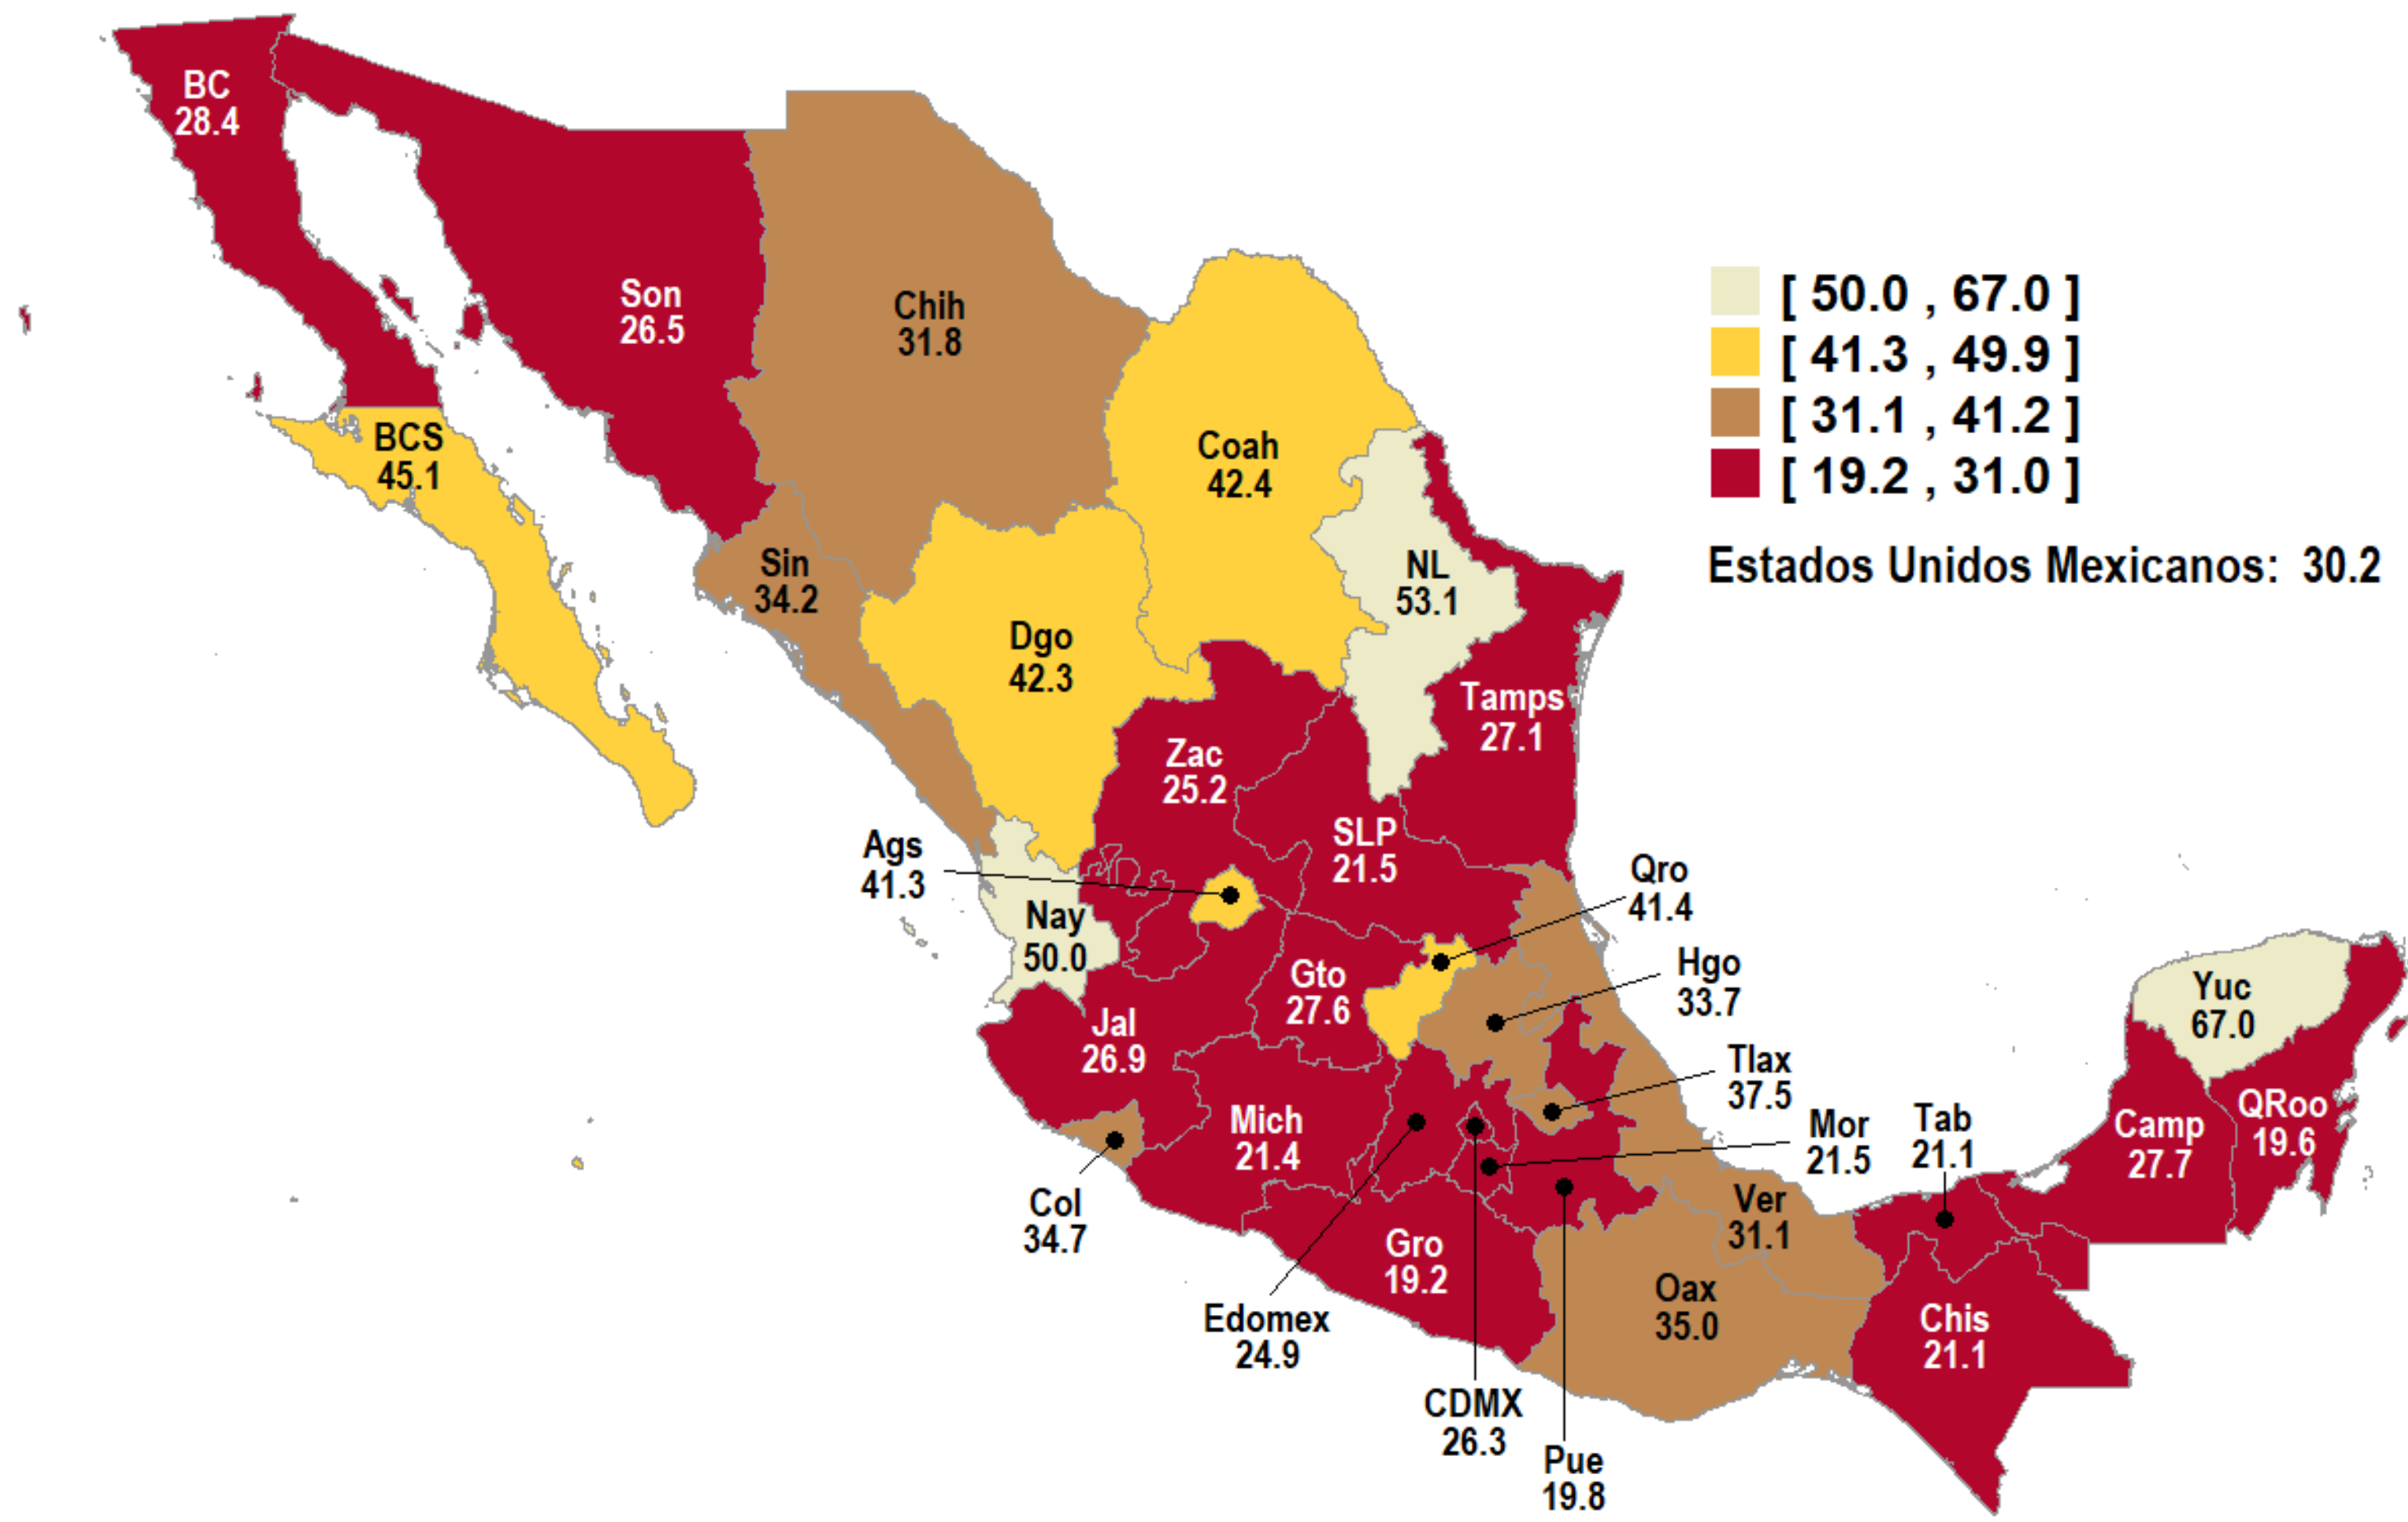 BC
28.4
Son
26.5
Chih
31.8
[ 50.0 , 67.0 ]
[ 41.3 , 49.9 ]
[ 31.1 , 41.2 ]
[ 19.2 , 31.0 ]
Estados Unidos Mexicanos: 30.2
BCS
45.1
Coah
42.4
Sin
34.2
NL
53.1
Dgo
42.3
Tamps
27.1
Zac
25.2
SLP
21.5
Ags
41.3
Qro
41.4
Nay
50.0
Gto
27.6
Hgo
33.7
Yuc
67.0
Jal
26.9
Tlax
37.5
Mich
21.4
Mor
21.5
Tab
21.1
Camp
27.7
QRoo
19.6
Col
34.7
Ver
31.1
Gro
19.2
Oax
35.0
Edomex
24.9
Chis
21.1
CDMX
26.3
Pue
19.8